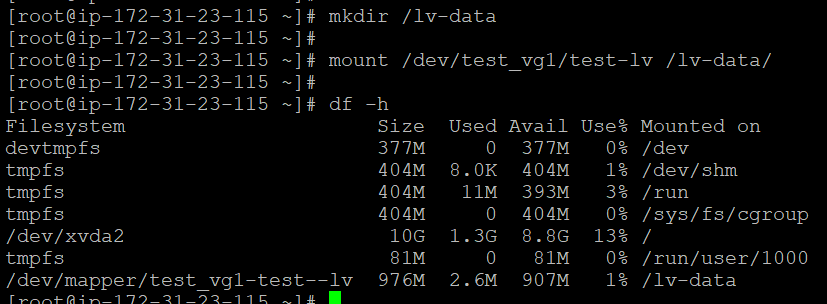 [root@ip-172-31-23-115 ~]# mkdir /lv-data
[root@ip-172-31-23-115 ~]#
[root@ip-172-31-23-115 ~]# mount /dev/test_vg1/test-lv /lv-data/
[root@ip-172-31-23-115 ~]#
[root@ip-172-31-23-115 ~]# df -h
Filesystem                     Size  Used Avail Use% Mounted on
devtmpfs                       377M     0  377M   0% /dev
tmpfs                          404M  8.0K  404M   1% /dev/shm
tmpfs                          404M   11M  393M   3% /run
tmpfs                          404M     0  404M   0% /sys/fs/cgroup
/dev/xvda2                      10G  1.3G  8.8G  13% /
tmpfs                           81M     0   81M   0% /run/user/1000
/dev/mapper/test_vg1-test--lv  976M  2.6M  907M   1% /lv-data
[root@ip-172-31-23-115 ~]#